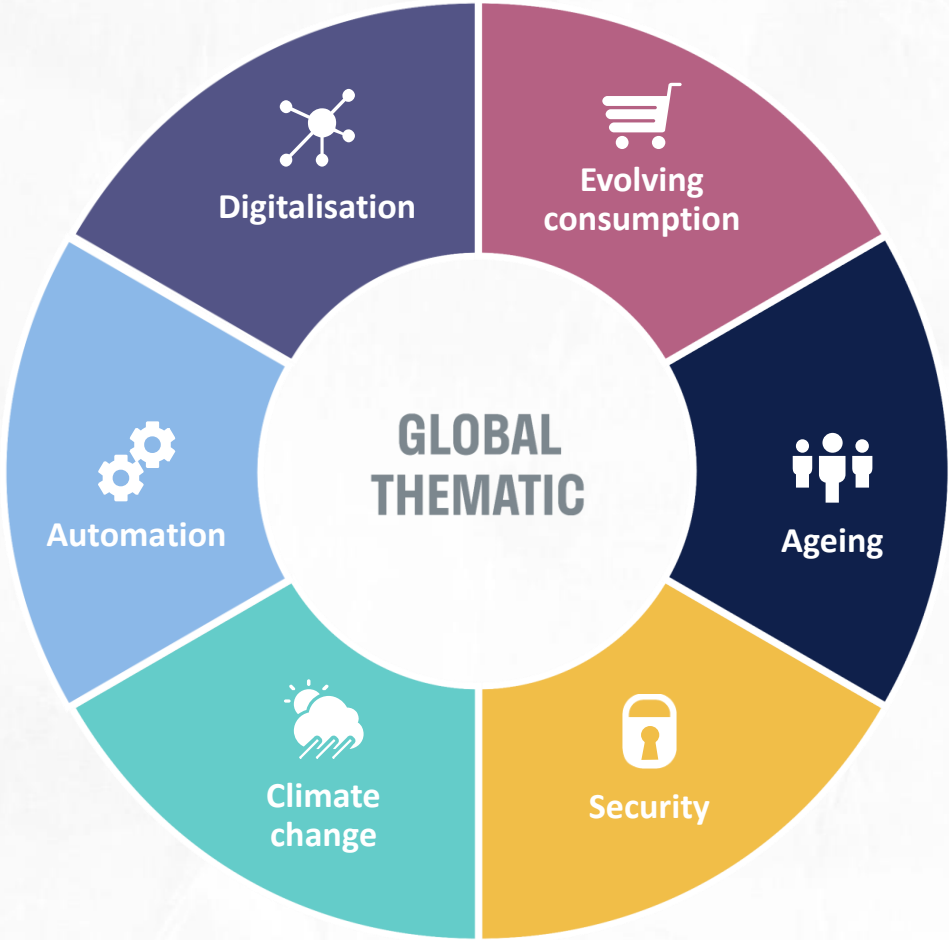 Digitalisation
Evolving
consumption
GLOBAL
THEMATIC
Automation
Ageing
Climate
change
Security